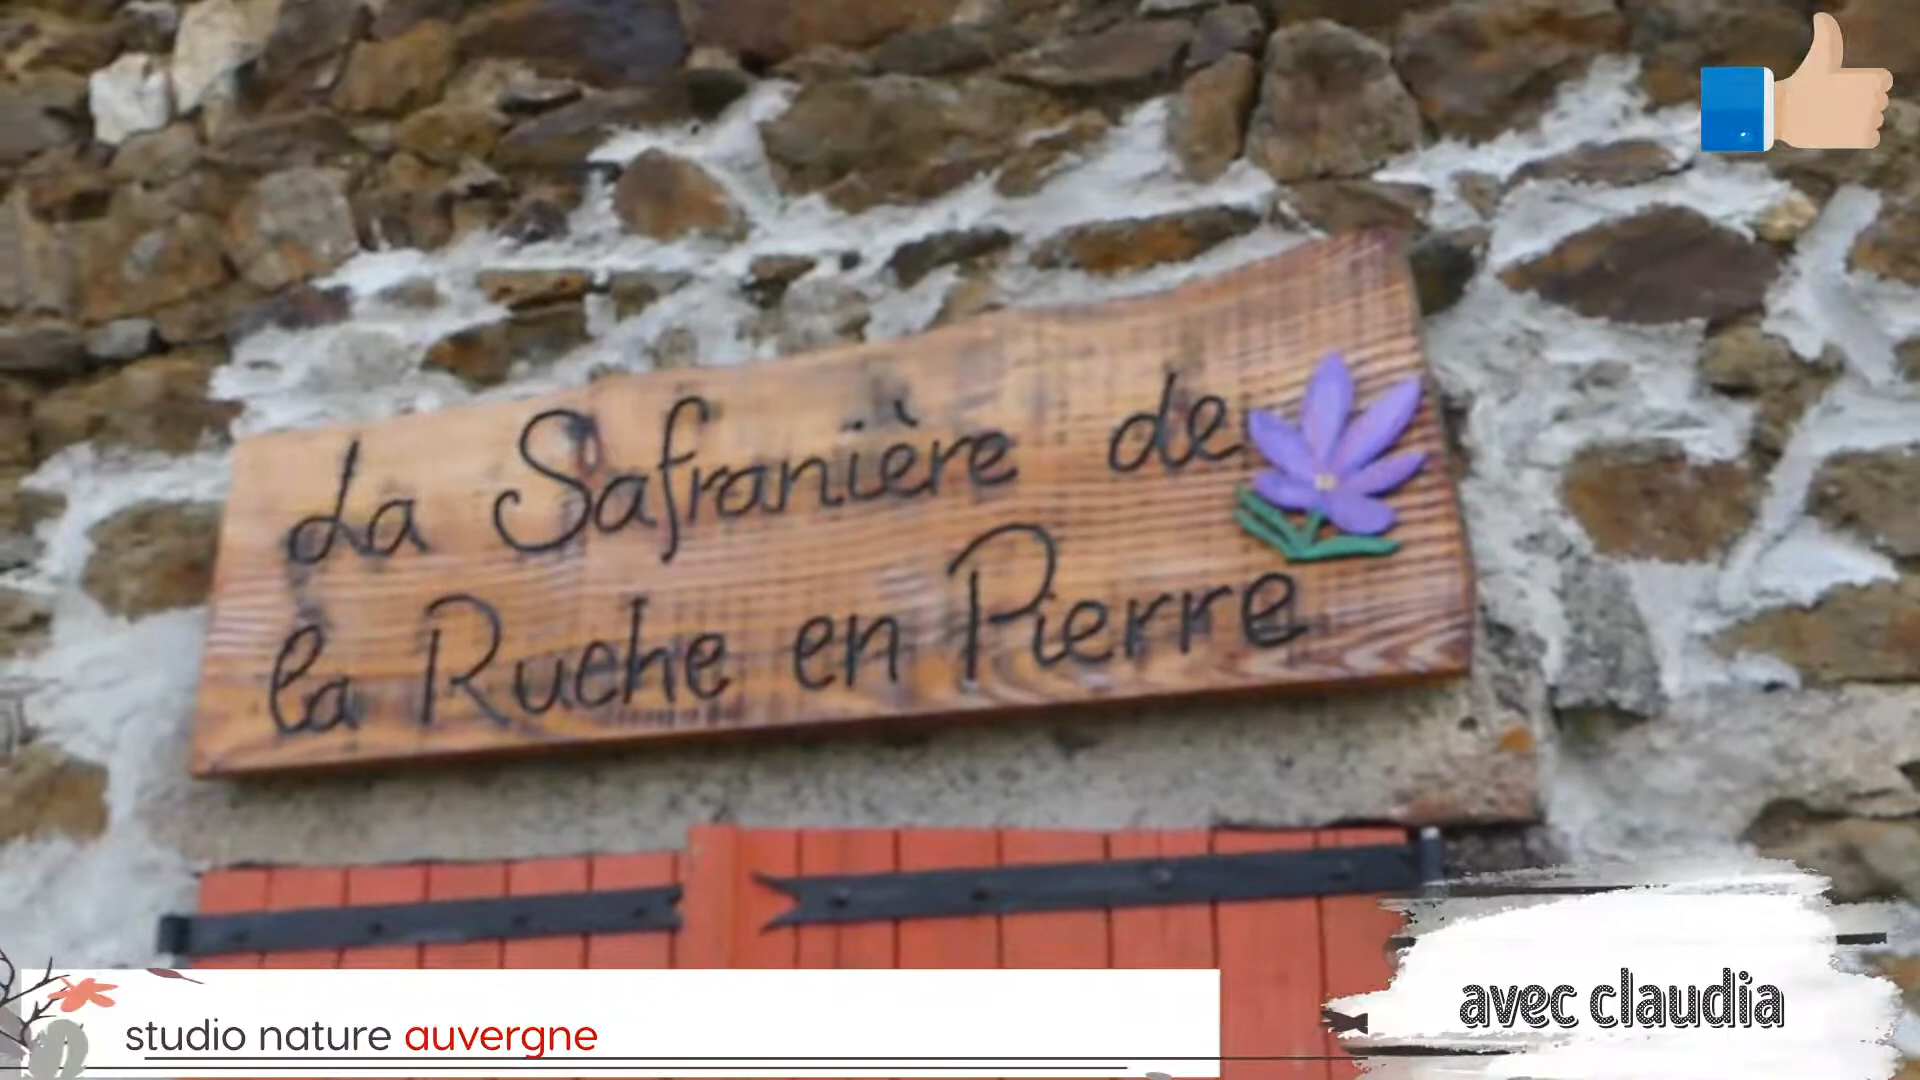 La Safranière de
la Ruche en Pierre
studio nature auvergne
avec claudia